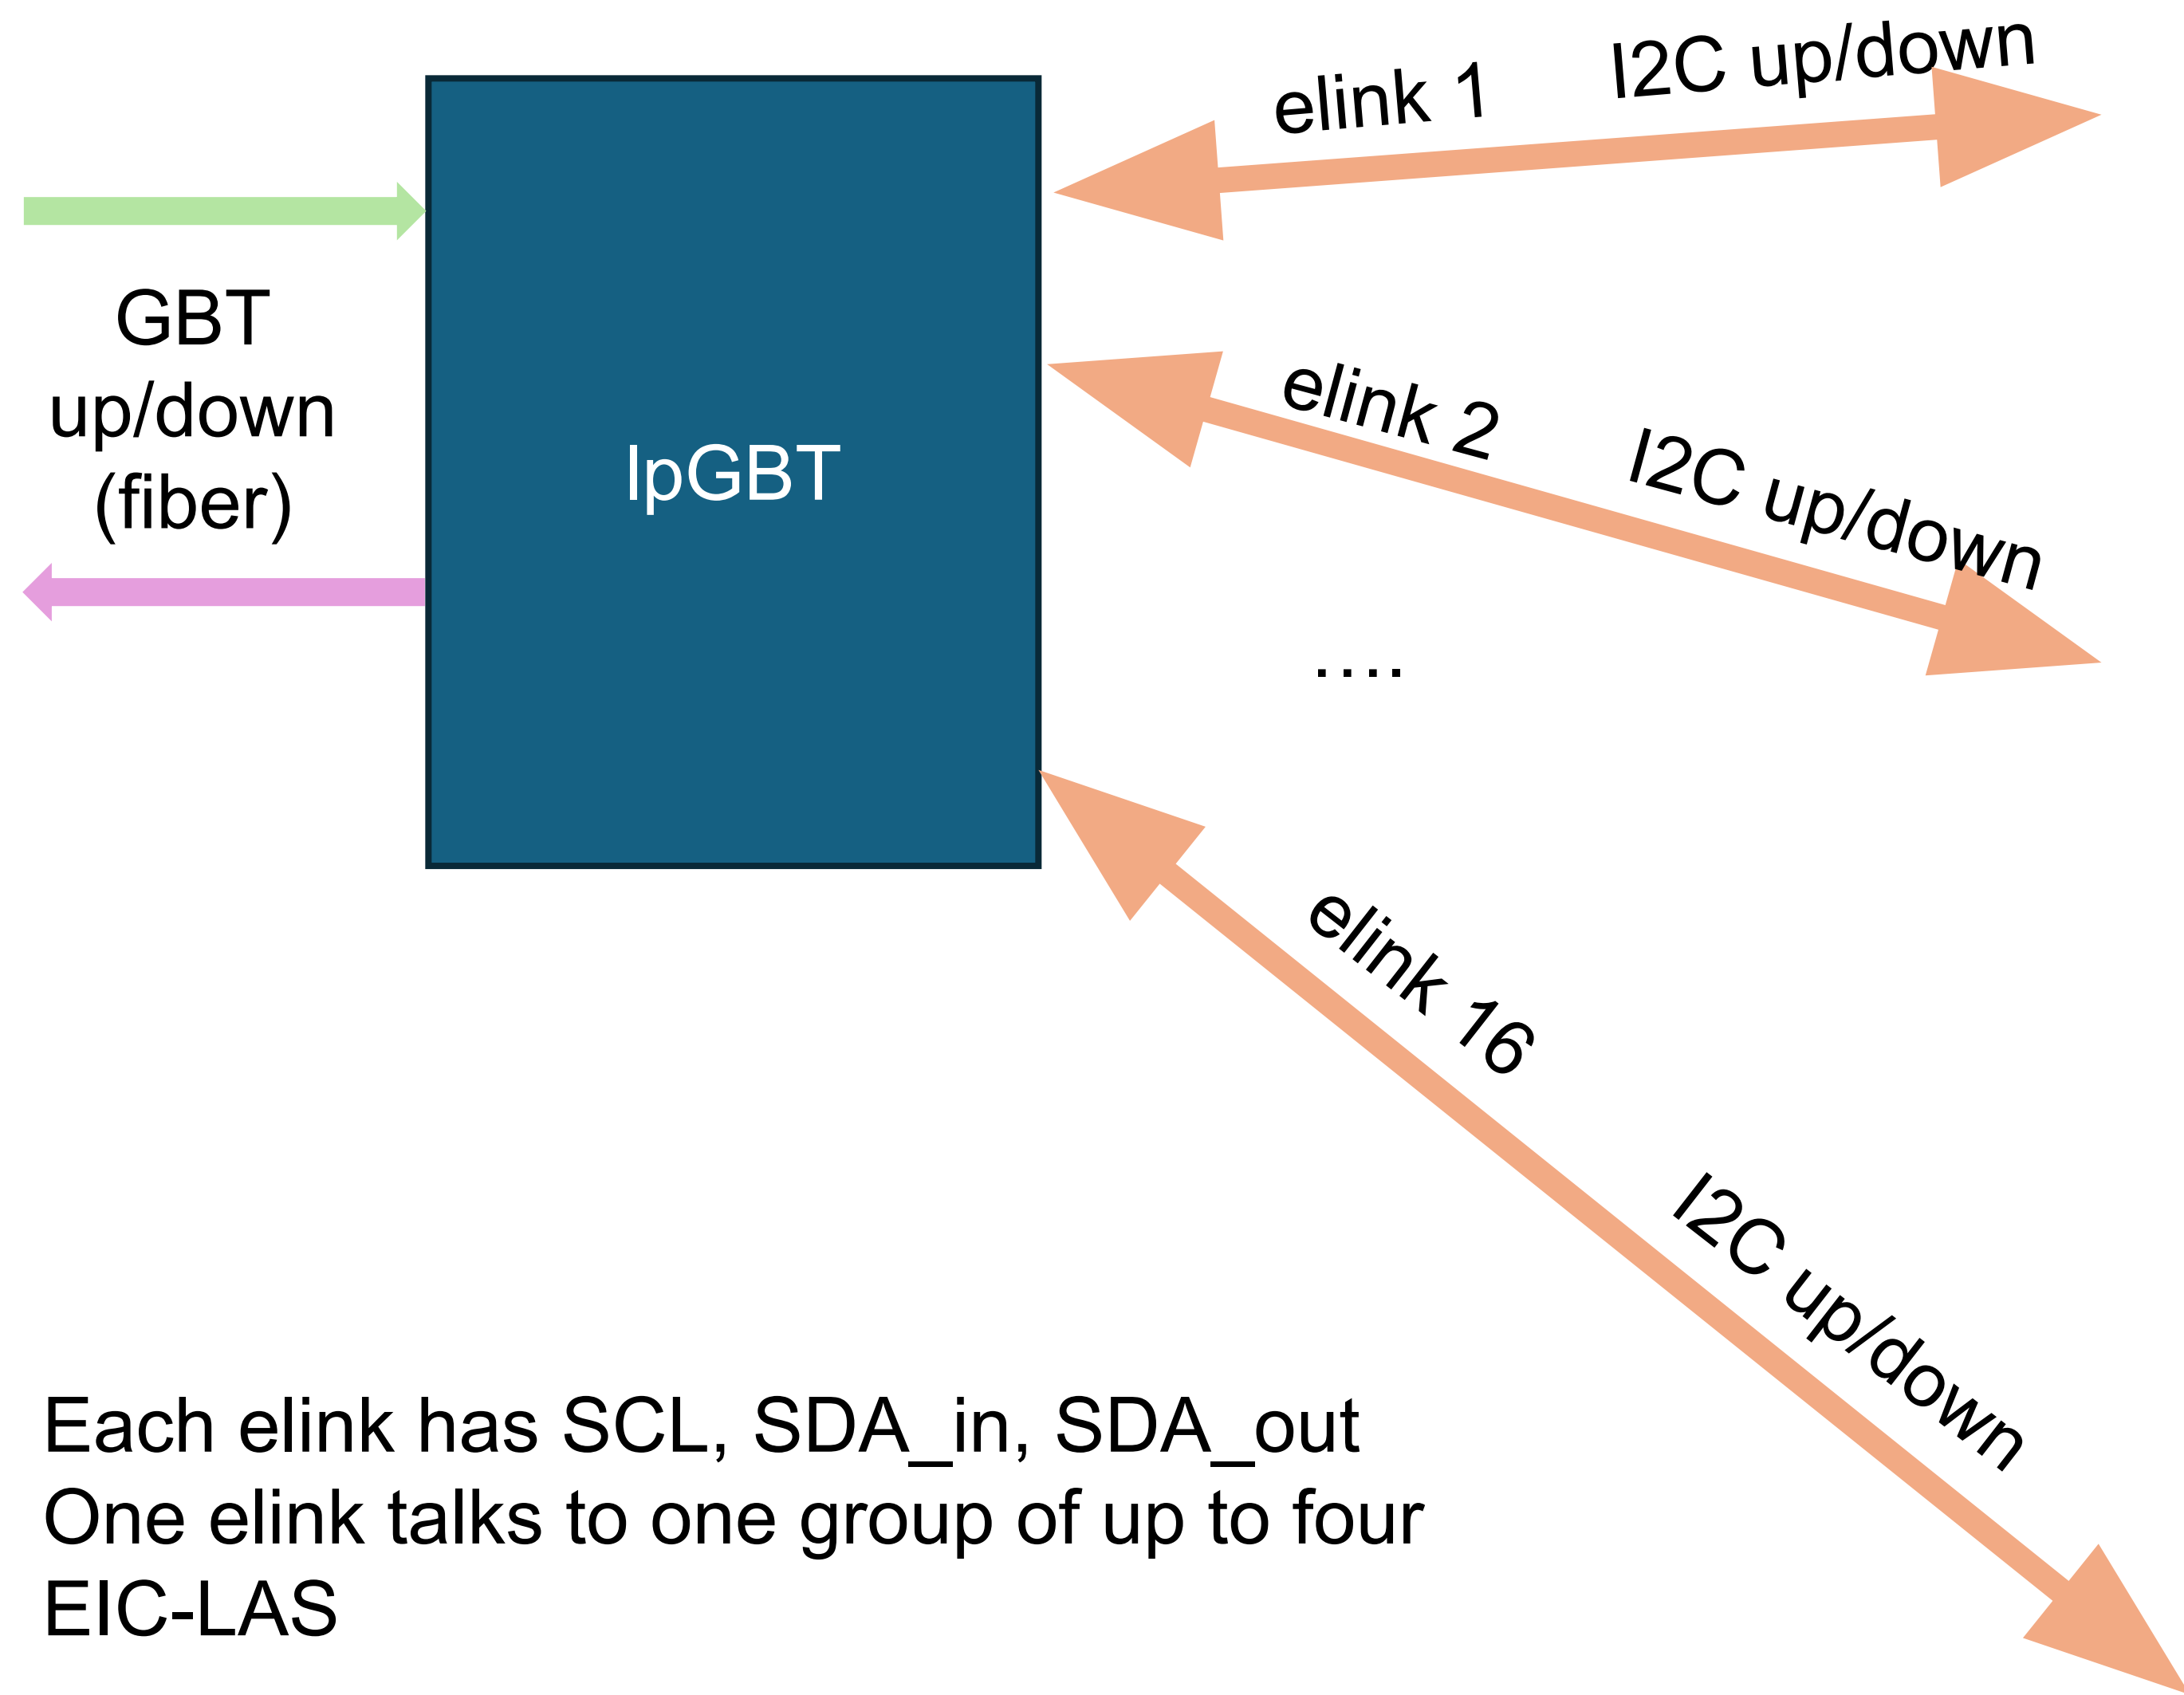 elink 1
I2C up/down
GBT
up/down
(fiber)
lpGBT
elink 2
I2C up/down
....
elink 16
I2C up/down
Each elink has SCL, SDA_in, SDA_out
One elink talks to one group of up to four
EIC-LAS